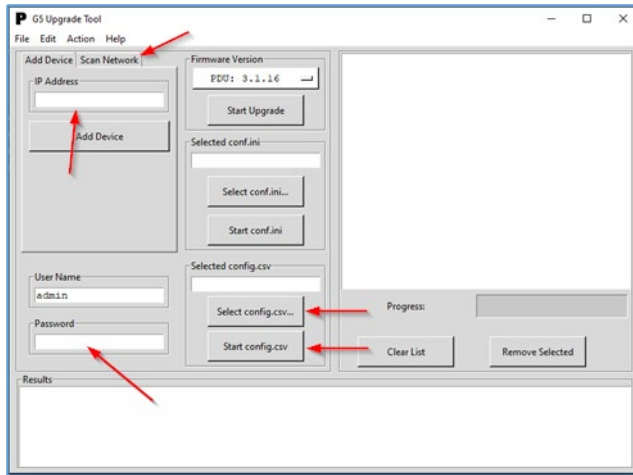 P G5 Upgrade Tool
File Edit Action Help
Add Device Scan Network
IP Address
Add Device
User Name
admin
Password
Firmware Version
PDU: 3.1.16
Start Upgrade
Selected conf.ini
Select conf.ini...
Start conf.ini
Selected config.csv
Select config.csv...
Start config.csv
Progress:
Clear List Remove Selected
Results